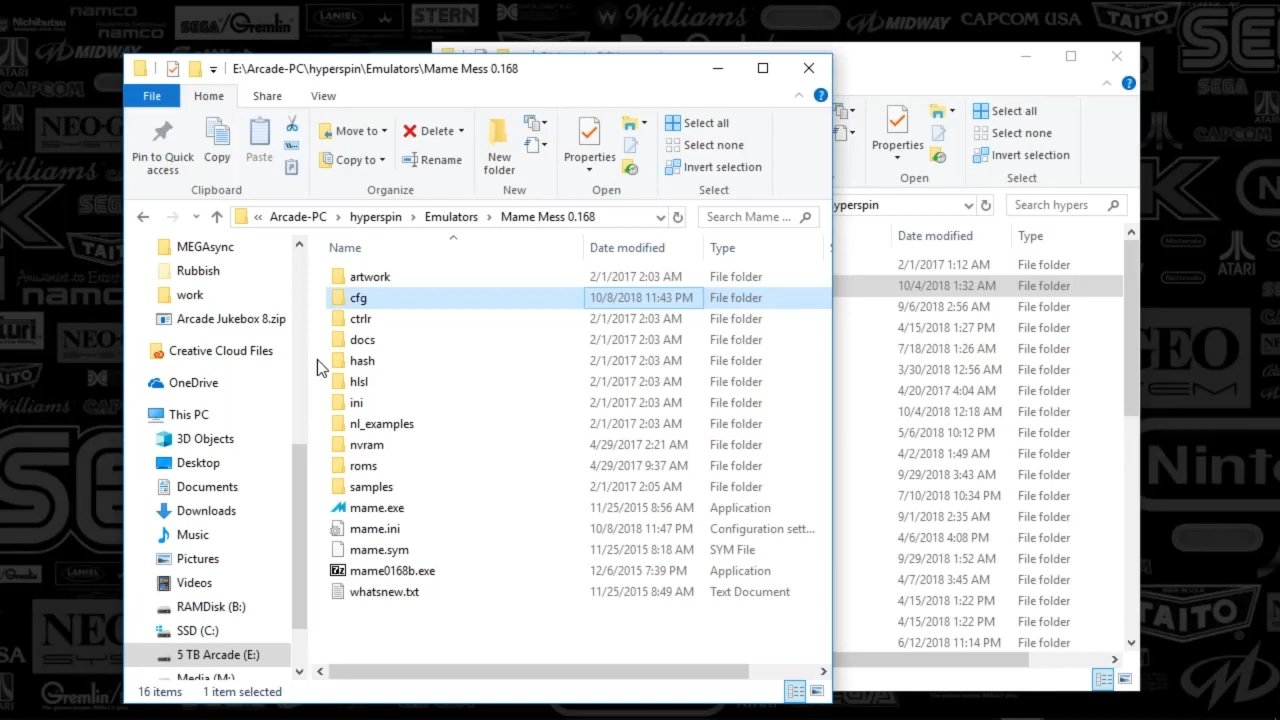 E:\Arcade-PC\hyperspin\Emulators\Mame Mess 0.168
File Home Share View
Pin to Quick access
Copy
Paste
Move to
Copy to
Delete
Rename
New folder
Properties
Select all
Select none
Invert selection
Clipboard Organize New Open Select
« Arcade-PC > hyperspin > Emulators > Mame Mess 0.168
Search Mame ...
MEGAsync
Rubbish
work
Arcade Jukebox 8.zip
Creative Cloud Files
OneDrive
This PC
3D Objects
Desktop
Documents
Downloads
Music
Pictures
Videos
RAMDisk (B:)
SSD (C:)
5 TB Arcade (E:)
Media (M:)
Name Date modified Type
artwork 2/1/2017 2:03 AM File folder
cfg 10/8/2018 11:43 PM File folder
ctrlr 2/1/2017 2:03 AM File folder
docs 2/1/2017 2:03 AM File folder
hash 2/1/2017 2:03 AM File folder
hlsl 2/1/2017 2:03 AM File folder
ini 2/1/2017 2:03 AM File folder
nl_examples 2/1/2017 2:03 AM File folder
nvram 4/29/2017 2:21 AM File folder
roms 4/29/2017 9:37 AM File folder
samples 2/1/2017 2:05 AM File folder
mame.exe 11/25/2015 8:56 AM Application
mame.ini 10/8/2018 11:47 PM Configuration sett...
mame.sym 11/25/2015 8:18 AM SYM File
mame0168b.exe 12/6/2015 7:39 PM Application
whatsnew.txt 11/25/2015 8:49 AM Text Document
16 items 1 item selected
Properties
Select all
Select none
Invert selection
Open Select
yperspin
Search hypers
Date modified Type
2/1/2017 1:12 AM File folder
10/4/2018 1:32 AM File folder
9/6/2018 2:56 AM File folder
4/15/2018 1:27 PM File folder
7/18/2018 1:26 AM File folder
3/30/2018 12:56 AM File folder
4/20/2017 4:04 AM File folder
10/4/2018 12:18 AM File folder
5/6/2018 10:12 PM File folder
4/2/2018 1:49 AM File folder
9/29/2018 3:43 AM File folder
7/10/2018 10:34 PM File folder
9/1/2018 2:35 AM File folder
4/6/2018 4:08 PM File folder
9/29/2018 1:52 AM File folder
4/7/2018 3:45 AM File folder
4/15/2018 1:22 PM File folder
4/15/2018 1:22 PM File folder
6/12/2018 11:14 PM File folder
Nichibutsu
namco
namco
SEGA/Gremlin
LANIEL
STERN
Williams
MIDWAY
CAPCOM USA
TAITO
ATARI
MIDWAY
CAPCOM
SEGA